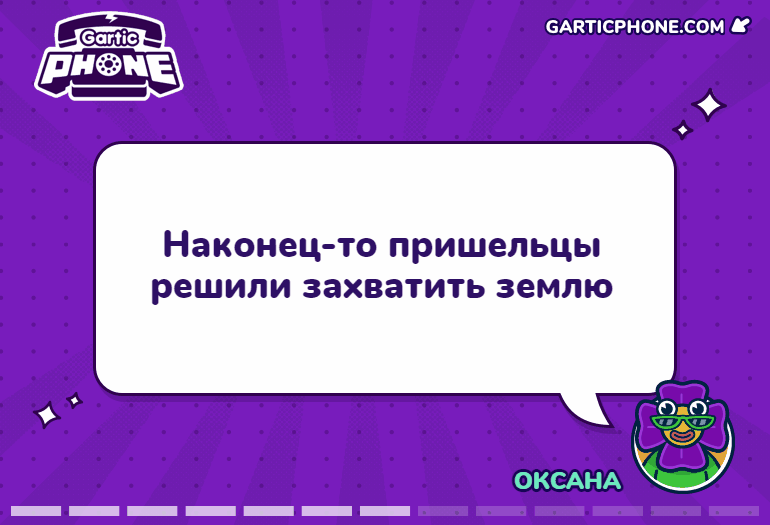 Gartic
PHONE
GARTICPHONE.COM
Наконец-то пришельцы
решили захватить землю
ОКСАНА